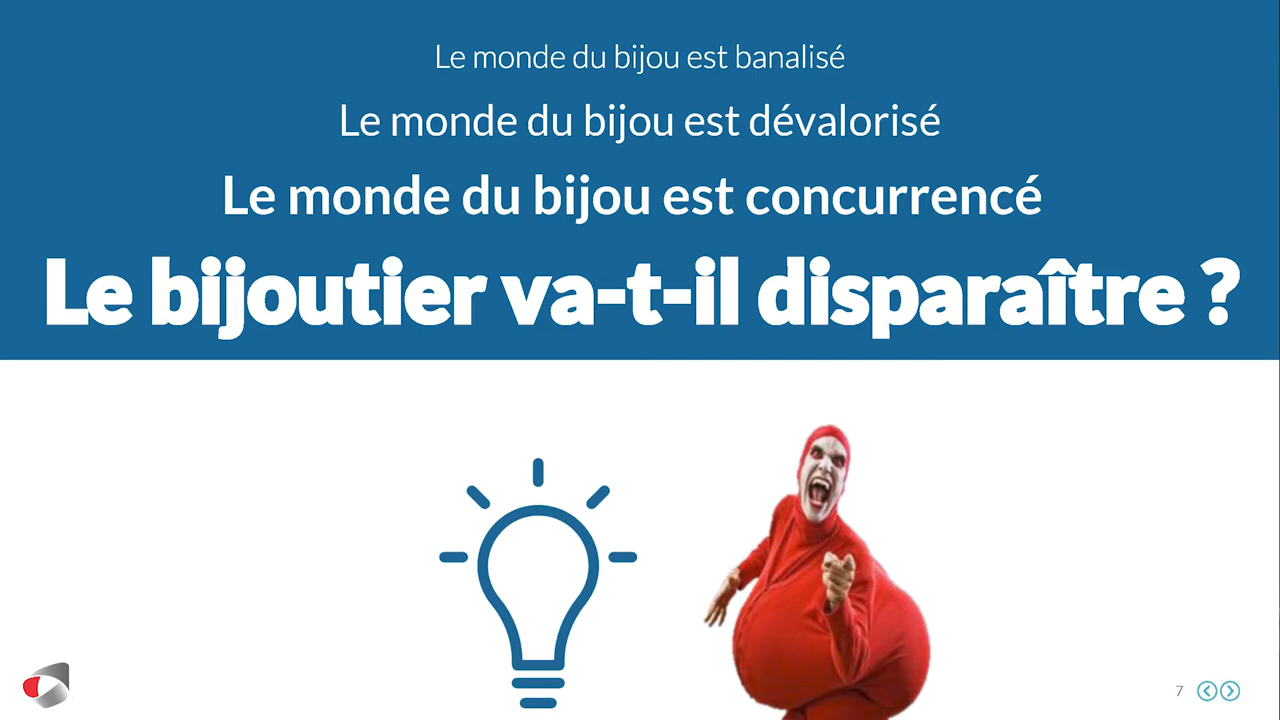 Le monde du bijou est banalisé
Le monde du bijou est dévalorisé
Le monde du bijou est concurrencé
Le bijoutier va-t-il disparaître ?
7